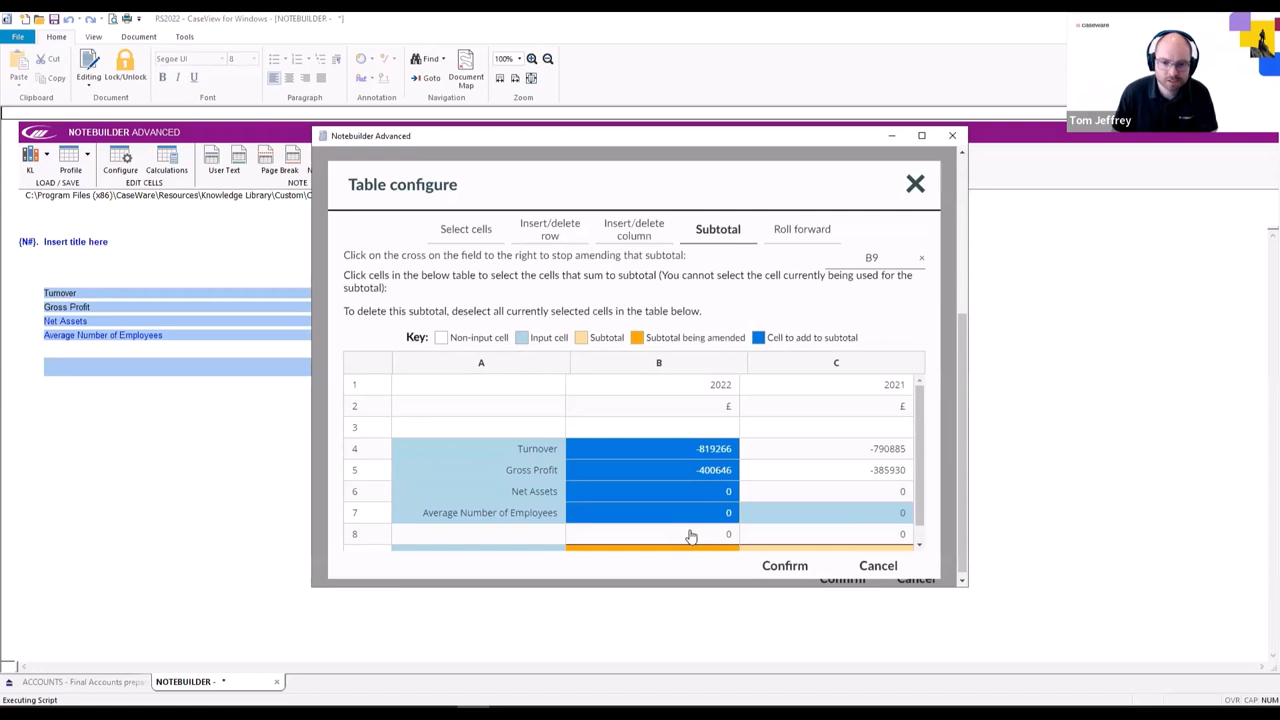 RS2022 - CaseView for Windows - [NOTEBUILDER - *]
File
Home
View
Document
Tools
Paste
Cut
Copy
Clipboard
Editing
Lock/Unlock
Document
Segoe UI
8
B I U
Font
Paragraph
Annotation
Find
Goto
Document Map
Navigation
100%
Zoom
caseware
Tom Jeffrey
NOTEBUILDER ADVANCED
KL
Profile
Configure
Calculations
User Text
Page Break
LOAD / SAVE
EDIT CELLS
NOTE
C:\Program Files (x86)\CaseWare\Resources\Knowledge Library\Custom\C
{N#}. Insert title here
Turnover
Gross Profit
Net Assets
Average Number of Employees
Notebuilder Advanced
Table configure
Select cells
Insert/delete row
Insert/delete column
Subtotal
Roll forward
Click on the cross on the field to the right to stop amending that subtotal:
B9 ×
Click cells in the below table to select the cells that sum to subtotal (You cannot select the cell currently being used for the
subtotal):
To delete this subtotal, deselect all currently selected cells in the table below.
Key: Non-input cell Input cell Subtotal Subtotal being amended Cell to add to subtotal
A B C
1 2022 2021
2 £ £
3
4 Turnover -819266 -790885
5 Gross Profit -400646 -385930
6 Net Assets 0 0
7 Average Number of Employees 0 0
8 0 0
Confirm Cancel
Confirm Cancel
ACCOUNTS - Final Accounts prepa
NOTEBUILDER - *
Executing Script
OVR CAP NUM